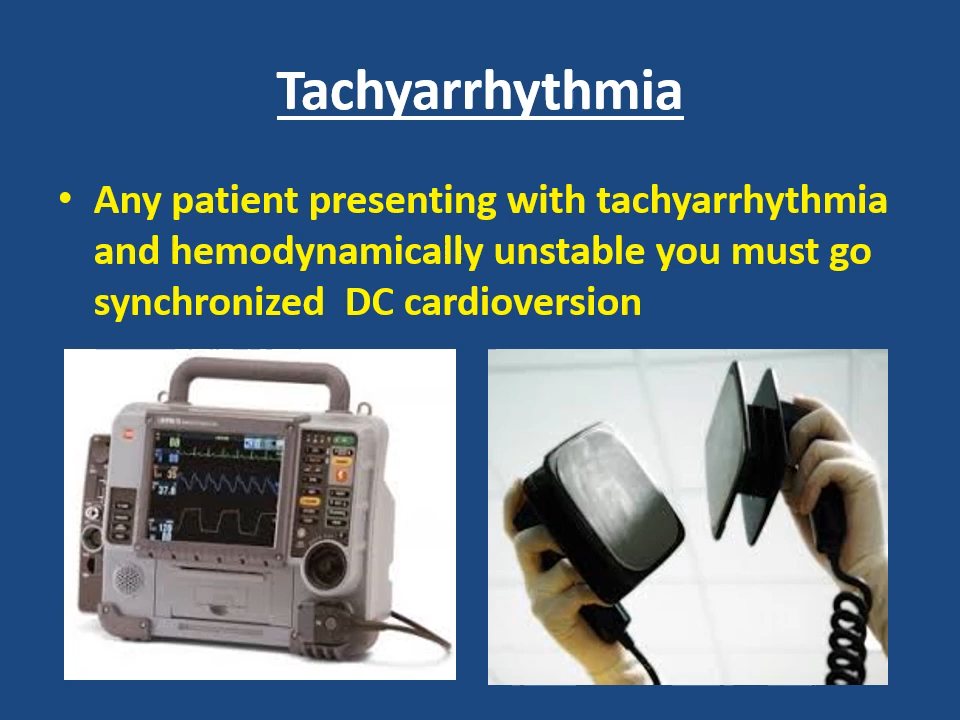 Tachyarrhythmia
• Any patient presenting with tachyarrhythmia
and hemodynamically unstable you must go
synchronized DC cardioversion